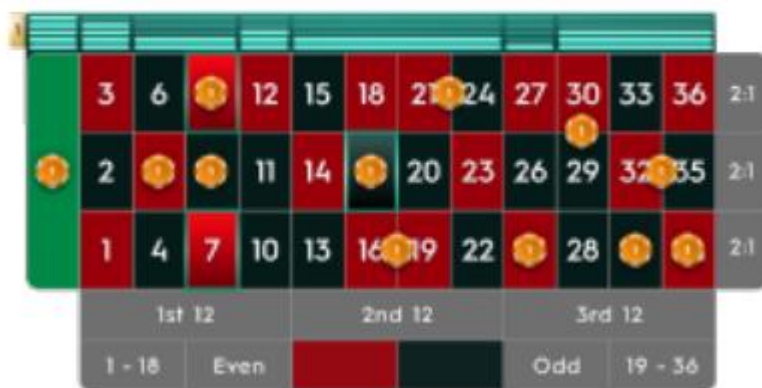 3 6 12 15 18 21 24 27 30 33 36 2:1
2 11 14 20 23 26 29 32 35 2:1
1 4 7 10 13 16 19 22 28 2:1
1st 12 2nd 12 3rd 12
1 - 18 Even Odd 19 - 36